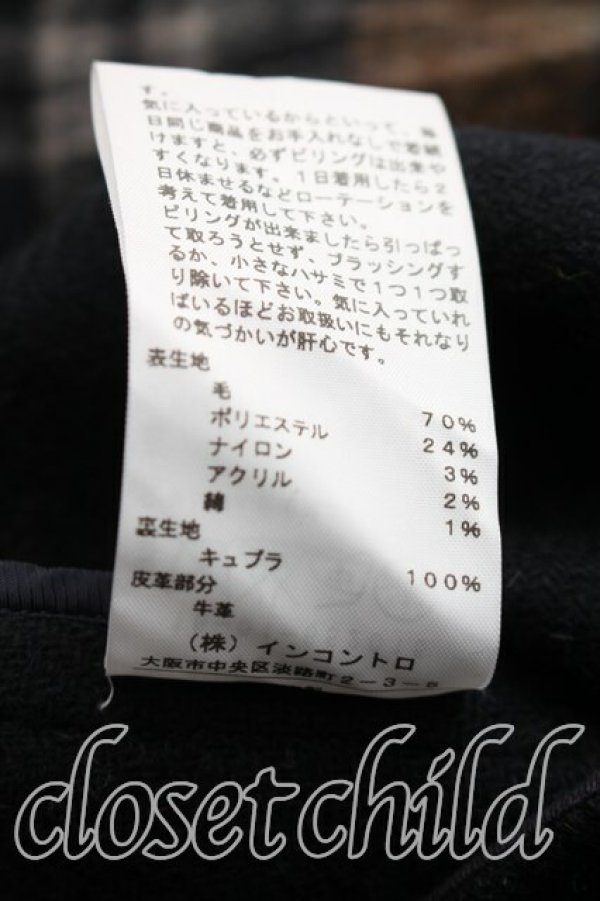 す。
気に入っているからといって、毎
日同じ商品をお手入れなしで着続
けますと、必ずピリングは出来や
すくなります。1日着用したら2
日休ませるなどローテーションを
考えて着用して下さい。
ピリングが出来ましたら引っぱっ
て取ろうとせず、ブラッシングす
るか、小さなハサミで1つ1つ取
り除いて下さい。気に入っていれ
ばいるほどお取扱いにもそれなり
の気づかいが肝心です。
表生地
毛 70%
ポリエステル 24%
ナイロン 3%
アクリル 2%
綿 1%
裏生地
キュプラ 100%
皮革部分
牛革
(株)インコントロ
大阪市中央区淡路町2-3-
closet child